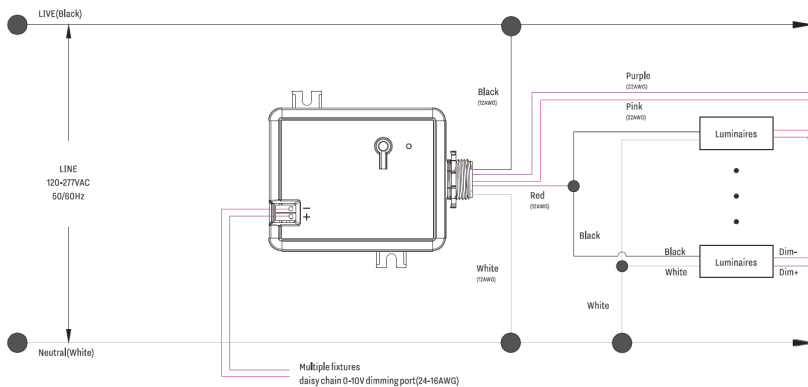 LIVE(Black)
Purple
(22AWG)
Black
(12AWG)
Pink
(22AWG)
Luminaires
LINE
120-277VAC
50/60Hz
−
+
Red
(12AWG)
Black
Black
White
Luminaires
Dim-
Dim+
White
(12AWG)
White
Neutral(White)
Multiple fixtures
daisy chain 0-10V dimming port(24-16AWG)